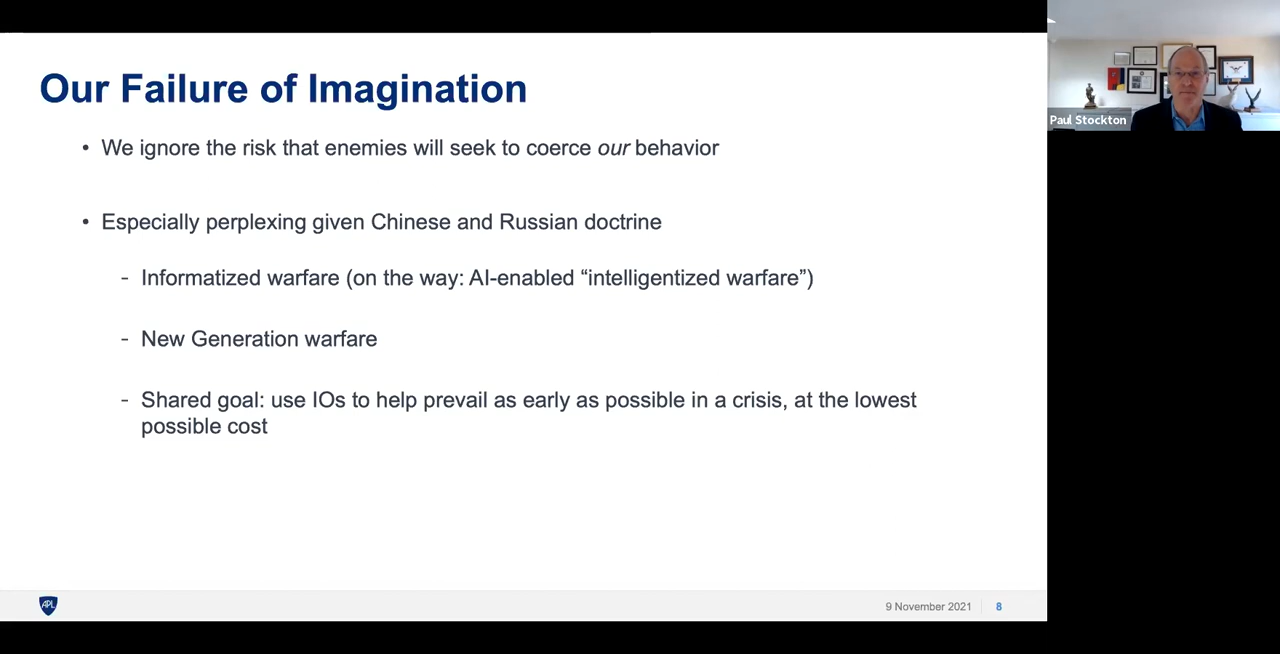 Our Failure of Imagination
• We ignore the risk that enemies will seek to coerce our behavior
• Especially perplexing given Chinese and Russian doctrine
- Informatized warfare (on the way: AI-enabled “intelligentized warfare”)
- New Generation warfare
- Shared goal: use IOs to help prevail as early as possible in a crisis, at the lowest
possible cost
Paul Stockton
APL
9 November 2021
8